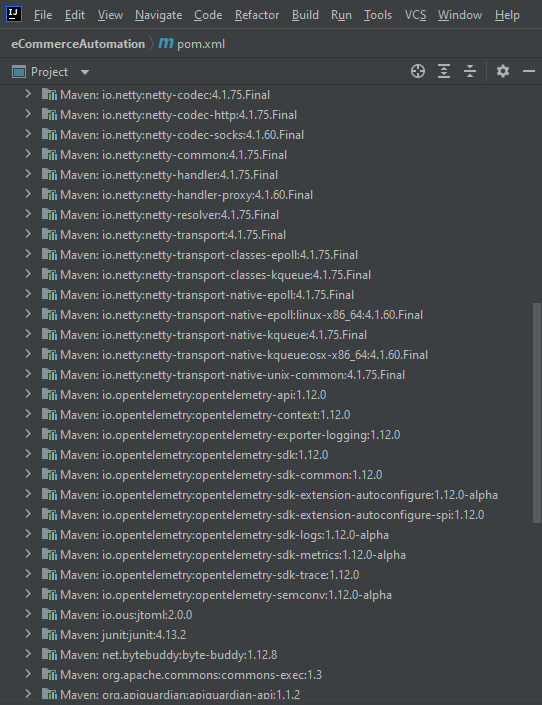 IJ File Edit View Navigate Code Refactor Build Run Tools VCS Window Help
eCommerceAutomation m pom.xml
Project
Maven: io.netty:netty-codec:4.1.75.Final
Maven: io.netty:netty-codec-http:4.1.75.Final
Maven: io.netty:netty-codec-socks:4.1.60.Final
Maven: io.netty:netty-common:4.1.75.Final
Maven: io.netty:netty-handler:4.1.75.Final
Maven: io.netty:netty-handler-proxy:4.1.60.Final
Maven: io.netty:netty-resolver:4.1.75.Final
Maven: io.netty:netty-transport:4.1.75.Final
Maven: io.netty:netty-transport-classes-epoll:4.1.75.Final
Maven: io.netty:netty-transport-classes-kqueue:4.1.75.Final
Maven: io.netty:netty-transport-native-epoll:4.1.75.Final
Maven: io.netty:netty-transport-native-epoll:linux-x86_64:4.1.60.Final
Maven: io.netty:netty-transport-native-kqueue:4.1.75.Final
Maven: io.netty:netty-transport-native-kqueue:osx-x86_64:4.1.60.Final
Maven: io.netty:netty-transport-native-unix-common:4.1.75.Final
Maven: io.opentelemetry:opentelemetry-api:1.12.0
Maven: io.opentelemetry:opentelemetry-context:1.12.0
Maven: io.opentelemetry:opentelemetry-exporter-logging:1.12.0
Maven: io.opentelemetry:opentelemetry-sdk:1.12.0
Maven: io.opentelemetry:opentelemetry-sdk-common:1.12.0
Maven: io.opentelemetry:opentelemetry-sdk-extension-autoconfigure:1.12.0-alpha
Maven: io.opentelemetry:opentelemetry-sdk-extension-autoconfigure-spi:1.12.0
Maven: io.opentelemetry:opentelemetry-sdk-logs:1.12.0-alpha
Maven: io.opentelemetry:opentelemetry-sdk-metrics:1.12.0-alpha
Maven: io.opentelemetry:opentelemetry-sdk-trace:1.12.0
Maven: io.opentelemetry:opentelemetry-semconv:1.12.0-alpha
Maven: io.ous:jtoml:2.0.0
Maven: junit:junit:4.13.2
Maven: net.bytebuddy:byte-buddy:1.12.8
Maven: org.apache.commons:commons-exec:1.3
Maven: org.apiguardian:apiguardian-api:1.1.2